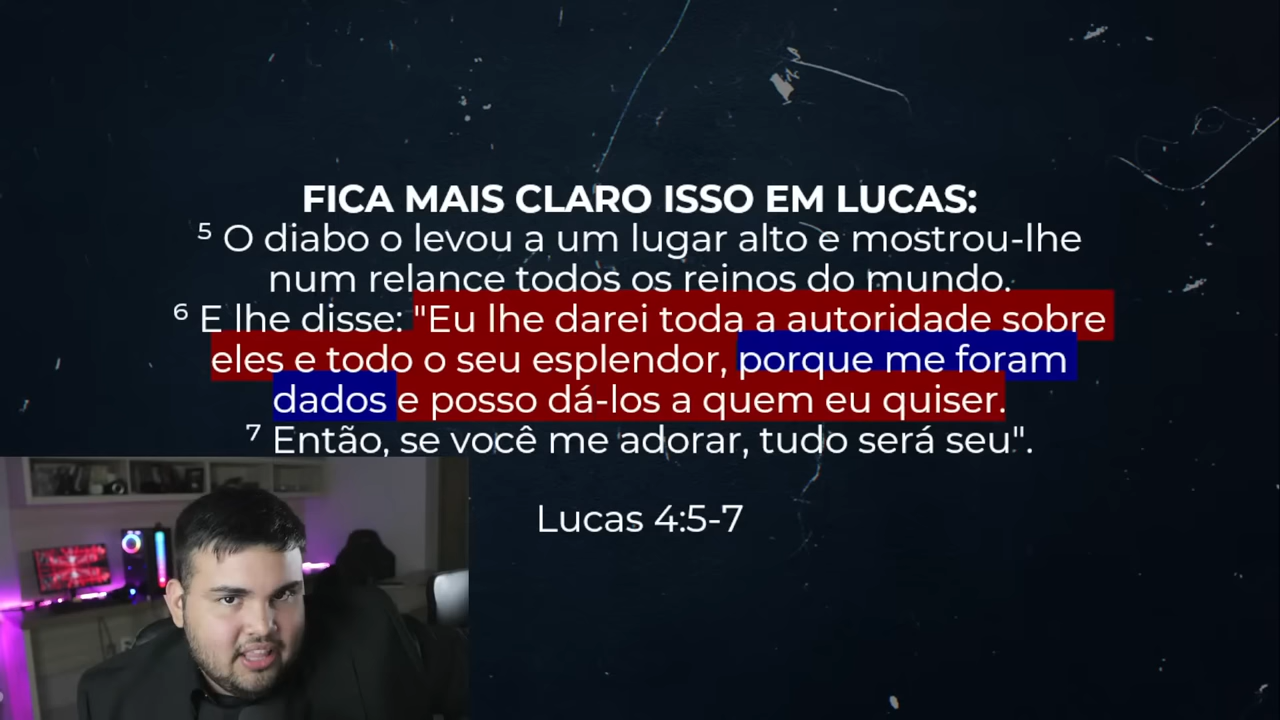 FICA MAIS CLARO ISSO EM LUCAS:
⁵ O diabo o levou a um lugar alto e mostrou-lhe
num relance todos os reinos do mundo.
⁶ E lhe disse: "Eu lhe darei toda a autoridade sobre
eles e todo o seu esplendor, porque me foram
dados e posso dá-los a quem eu quiser.
⁷ Então, se você me adorar, tudo será seu".
Lucas 4:5-7